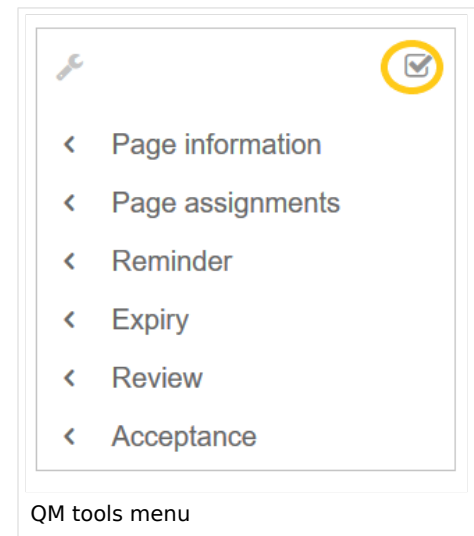 Page information
Page assignments
Reminder
Expiry
Review
Acceptance
QM tools menu